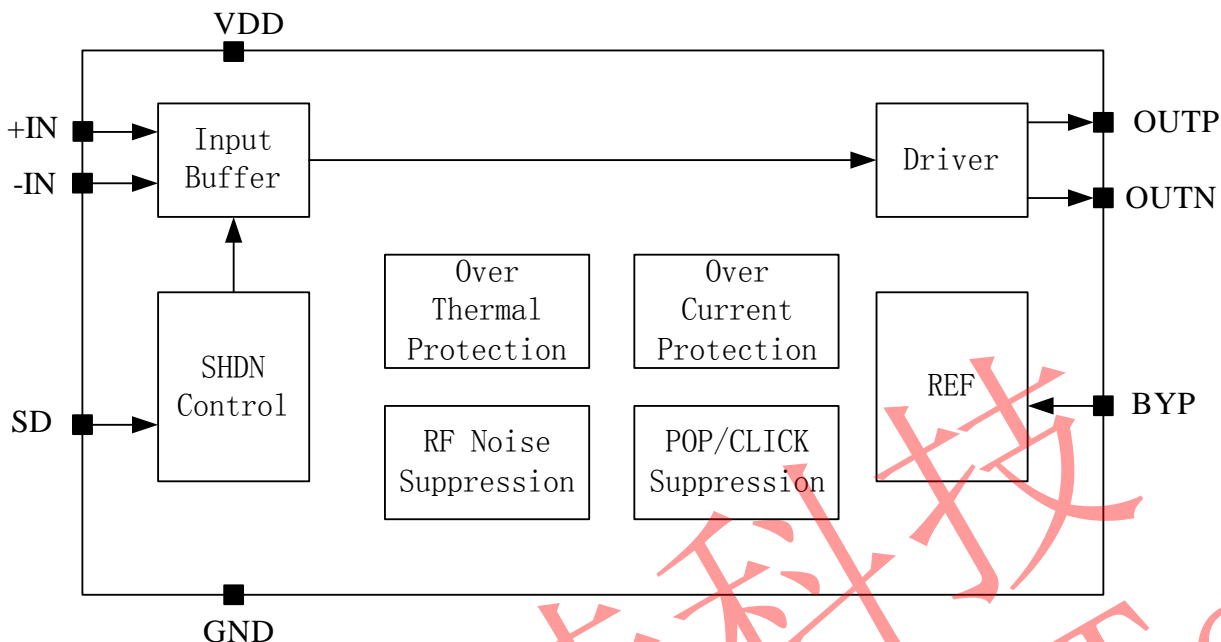 VDD
+IN
-IN
Input
Buffer
Driver
OUTP
OUTN
Over
Thermal
Protection
Over
Current
Protection
SHDN
Control
REF
SD
BYP
RF Noise
Suppression
POP/CLICK
Suppression
GND
科技